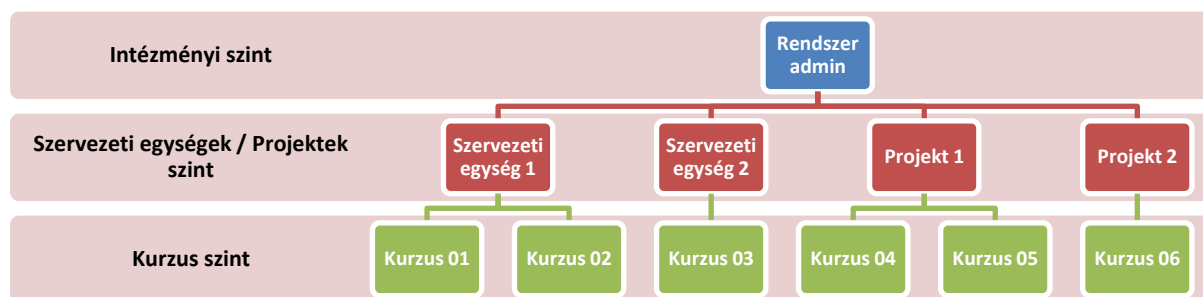 Intézményi szint
Rendszer
admin
Szervezeti egységek / Projektek
szint
Szervezeti
egység 1
Szervezeti
egység 2
Projekt 1
Projekt 2
Kurzus szint
Kurzus 01
Kurzus 02
Kurzus 03
Kurzus 04
Kurzus 05
Kurzus 06